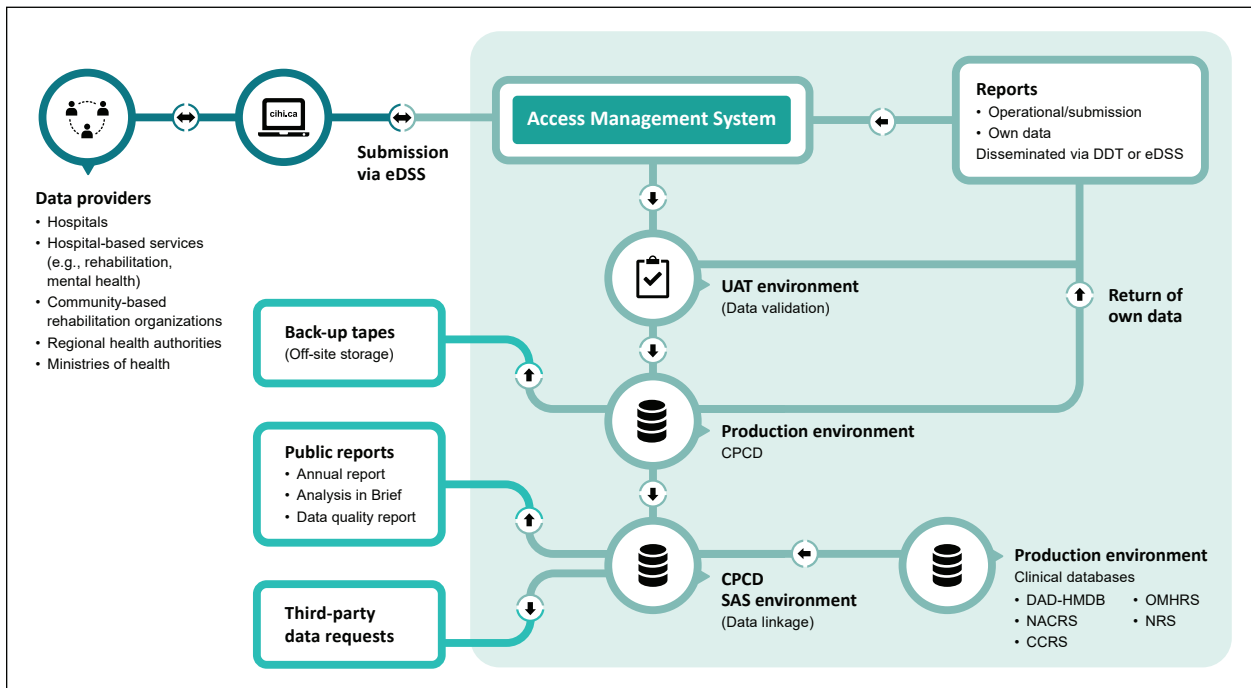 cihi.ca
Submission
via eDSS
Access Management System
Reports
• Operational/submission
• Own data
Disseminated via DDT or eDSS
Data providers
• Hospitals
• Hospital-based services
(e.g., rehabilitation,
mental health)
• Community-based
rehabilitation organizations
• Regional health authorities
• Ministries of health
UAT environment
(Data validation)
Return of
own data
Back-up tapes
(Off-site storage)
Production environment
CPCD
Public reports
• Annual report
• Analysis in Brief
• Data quality report
CPCD
SAS environment
(Data linkage)
Production environment
Clinical databases
• DAD-HMDB
• NACRS
• CCRS
• OMHRS
• NRS
Third-party
data requests